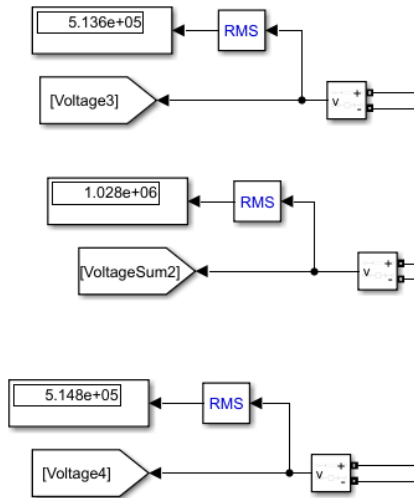 5.136e+05
RMS
[Voltage3]
v
+
-
1.028e+06
RMS
[VoltageSum2]
v
+
-
5.148e+05
RMS
[Voltage4]
v
+
-